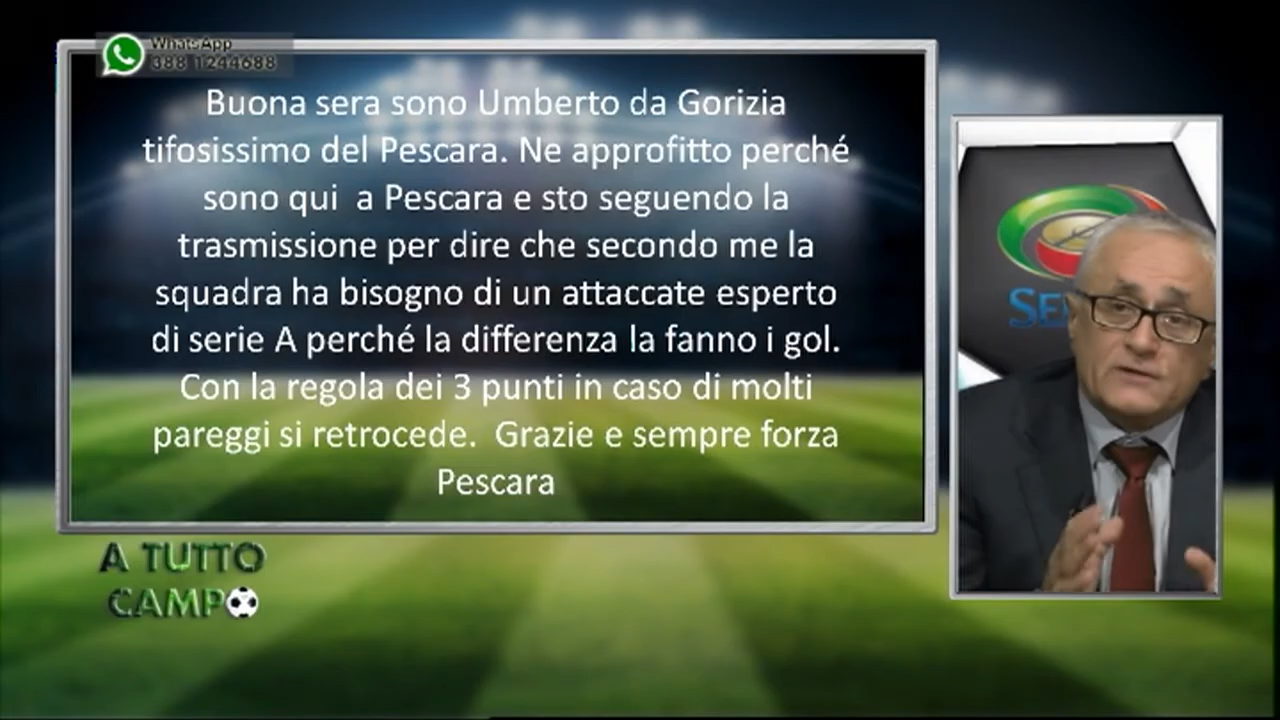 WhatsApp
388 1244688
Buona sera sono Umberto da Gorizia
tifosissimo del Pescara. Ne approfitto perché
sono qui  a Pescara e sto seguendo la
trasmissione per dire che secondo me la
squadra ha bisogno di un attaccate esperto
di serie A perché la differenza la fanno i gol.
Con la regola dei 3 punti in caso di molti
pareggi si retrocede.  Grazie e sempre forza
Pescara
A TUTTO
CAMPO